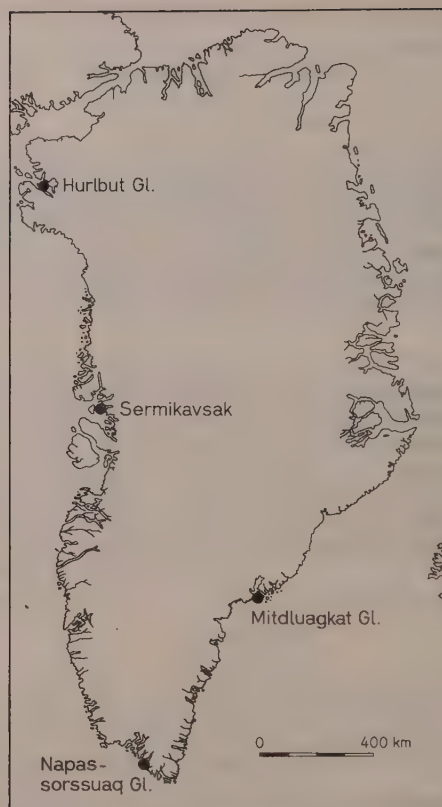 Hurlbut Gl.
Sermikavsak
Mitdluagkat Gl.
0 400 km
Napas-
sorssuaq Gl.